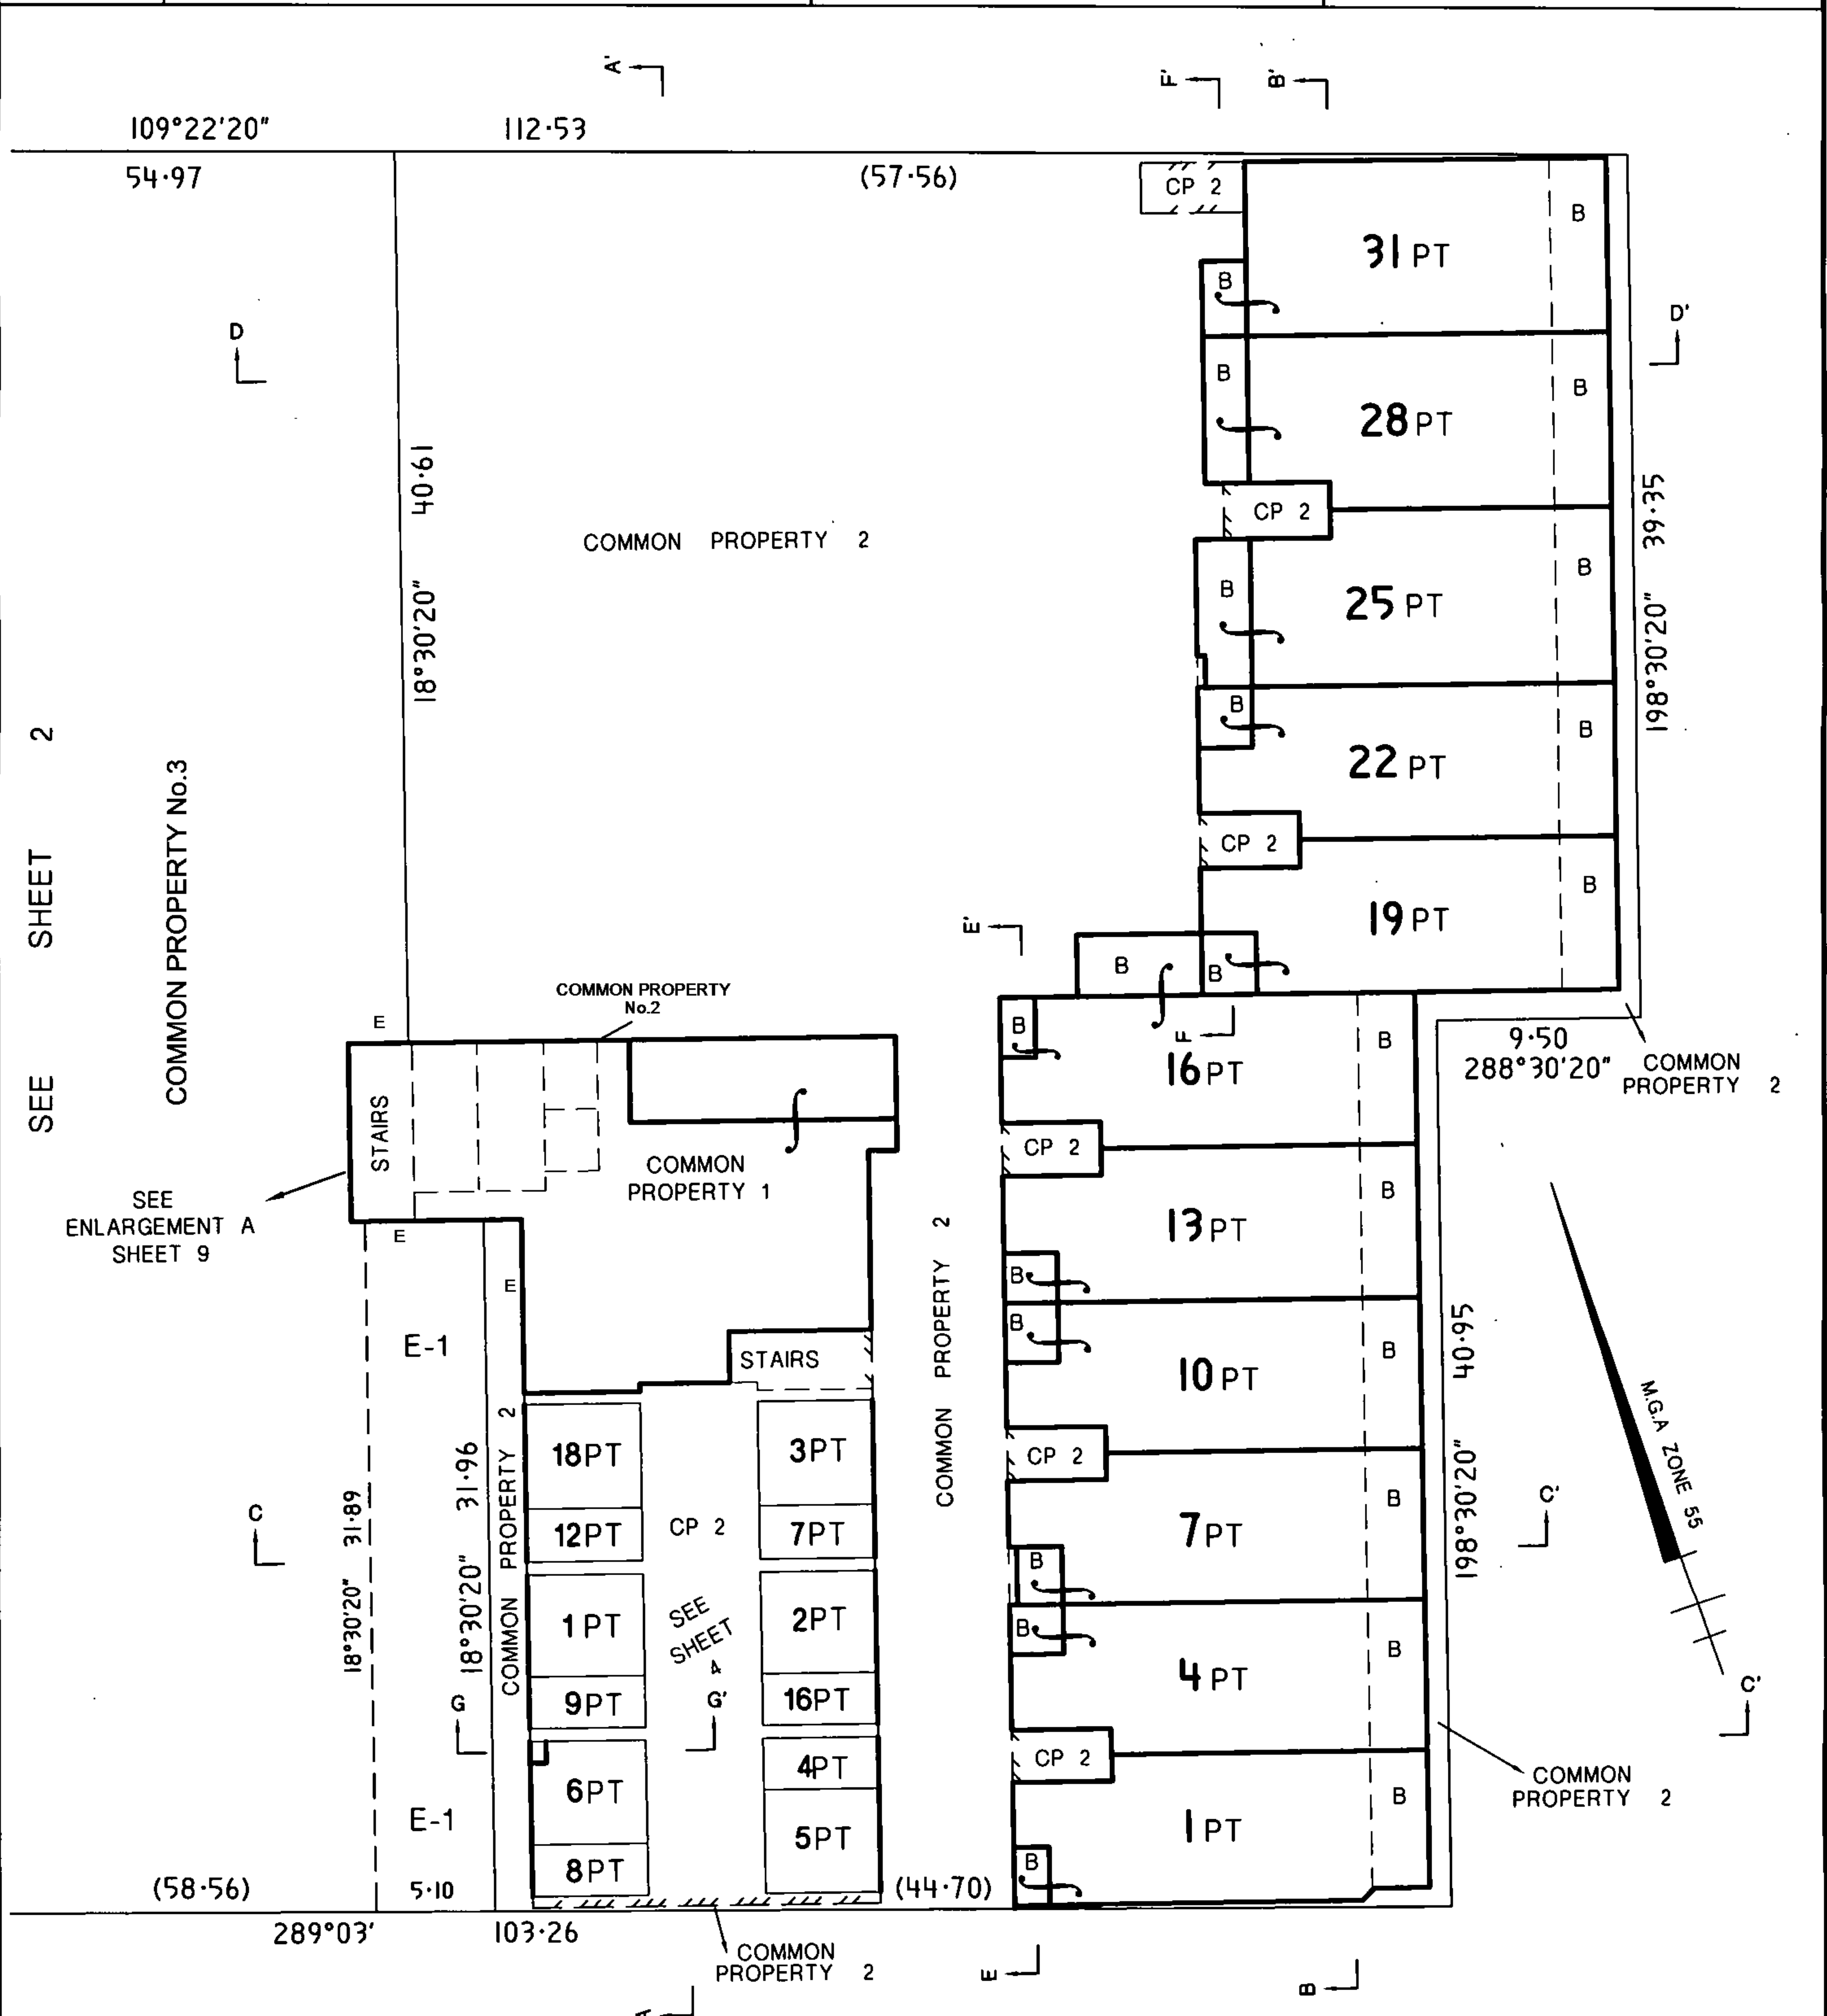 A'
F'
B'
109°22'20"
112·53
54·97
(57·56)
CP 2
B
31 PT
B
D
D'
B
28 PT
B
18°30'20" 40·61
COMMON PROPERTY 2
CP 2
198°30'20" 39·35
B
25 PT
B
SEE SHEET 2
COMMON PROPERTY No.3
B
22 PT
B
CP 2
19 PT
B
E'
B
B
COMMON PROPERTY
No.2
E
STAIRS
B
F
16 PT
B
9·50
288°30'20"
COMMON
PROPERTY 2
COMMON
PROPERTY 1
CP 2
SEE
ENLARGEMENT A
SHEET 9
E
E
13 PT
B
B
COMMON PROPERTY 2
E-1
STAIRS
B
10 PT
B
198°30'20" 40·95
M.G.A ZONE 55
18PT
3PT
CP 2
12PT
CP 2
7PT
C
18°30'20" 31·89
18°30'20" 31·96
COMMON PROPERTY 2
7 PT
B
C'
B
1 PT
SEE
SHEET
4
2PT
B
4 PT
B
9PT
16PT
G
G'
C'
CP 2
6PT
4PT
5PT
8PT
E-1
1 PT
B
B
COMMON
PROPERTY 2
(58·56)
5·10
(44·70)
289°03'
103·26
COMMON
PROPERTY 2
E
B
A